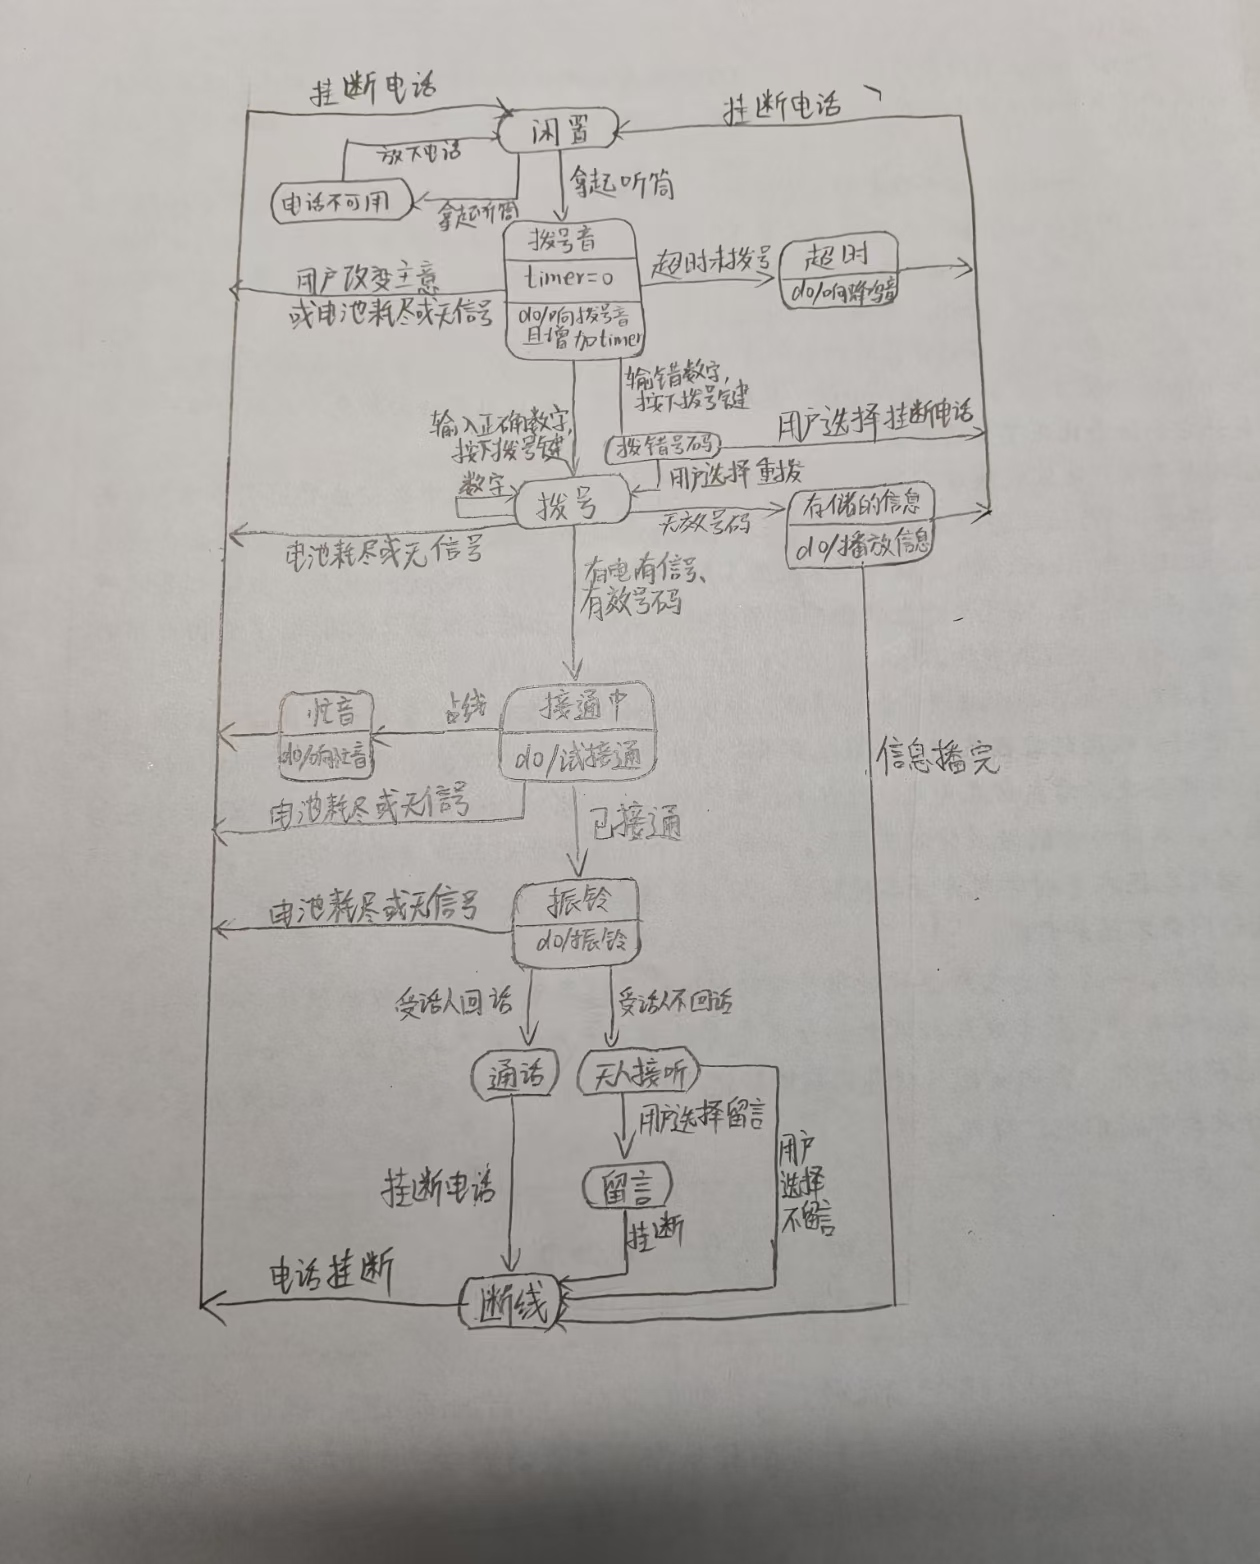 挂断电话
挂断电话
闲置
放下电话
拿起听筒
电话不可用
拿起听筒
拨号音
timer=0
do/响拨号音
且增加timer
超时未拨号
超时
do/响蜂鸣音
用户改变主意
或电池耗尽或无信号
输错数字,
按下拨号键
输入正确数字,
按下拨号键
拨错号码
用户选择挂断电话
用户选择重拨
数字
拨号
无效号码
存储的信息
do/播放信息
电池耗尽或无信号
有电有信号、
有效号码
忙音
do/响忙音
占线
接通中
do/试接通
信息播完
电池耗尽或无信号
已接通
电池耗尽或无信号
振铃
do/振铃
受话人回话
受话人不回话
通话
无人接听
用户选择留言
用户
选择
不留言
挂断电话
留言
挂断
电话挂断
断线